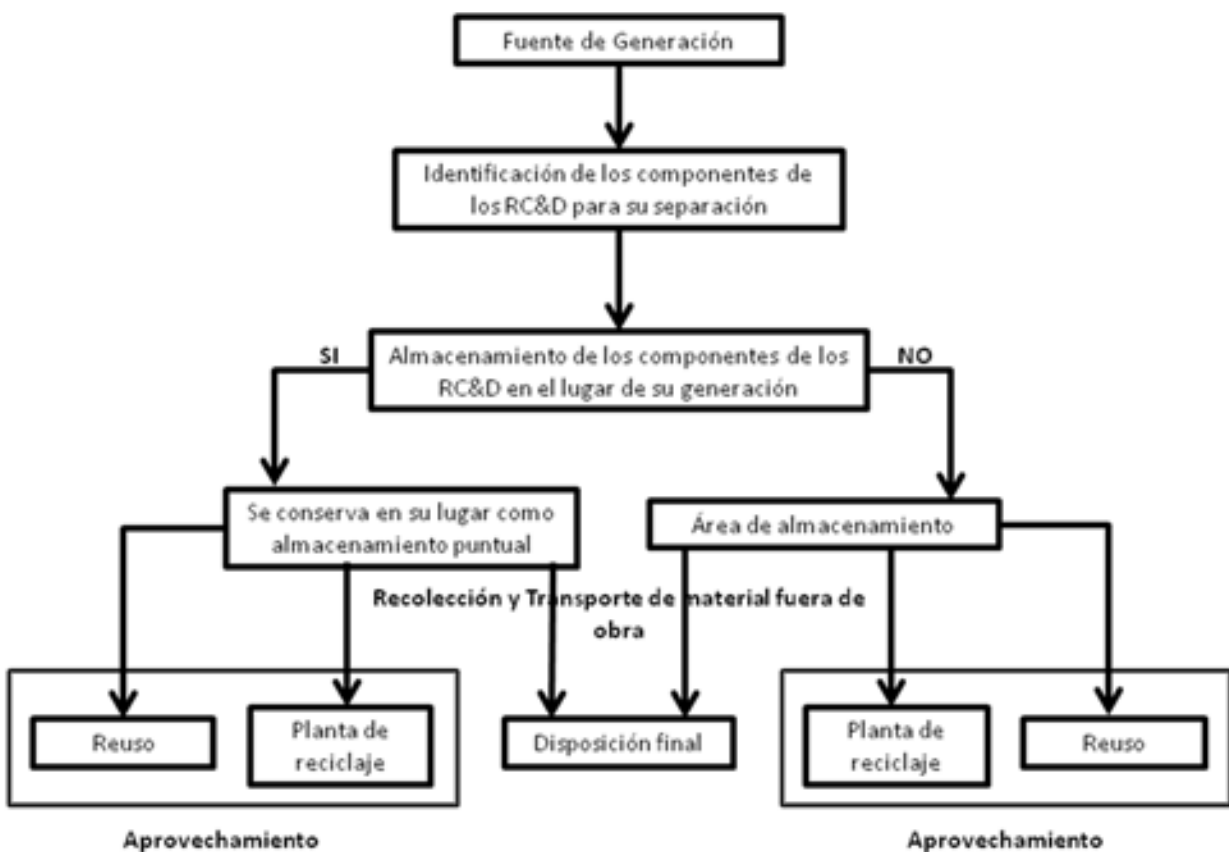 Fuente de Generación
Identificación de los componentes de
los RC&D para su separación
SI
Almacenamiento de los componentes de los
RC&D en el lugar de su generación
NO
Se conserva en su lugar como
almacenamiento puntual
Área de almacenamiento
Recolección y Transporte de material fuera de
obra
Reuso
Planta de
reciclaje
Disposición final
Planta de
reciclaje
Reuso
Aprovechamiento
Aprovechamiento